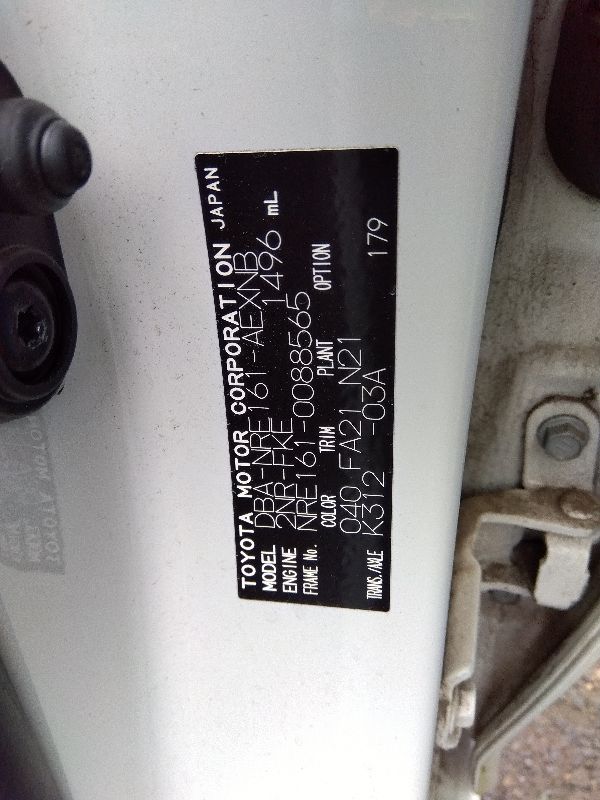 TOYOTA MOTOR CORPORATION JAPAN
MODEL DBA-NRE161-AEXNB
ENGINE 2NR-FKE 1496 mL
FRAME No. NRE161-0088565
COLOR TRIM PLANT OPTION
040 FA21 N21
TRANS./AXLE K312 -03A 179